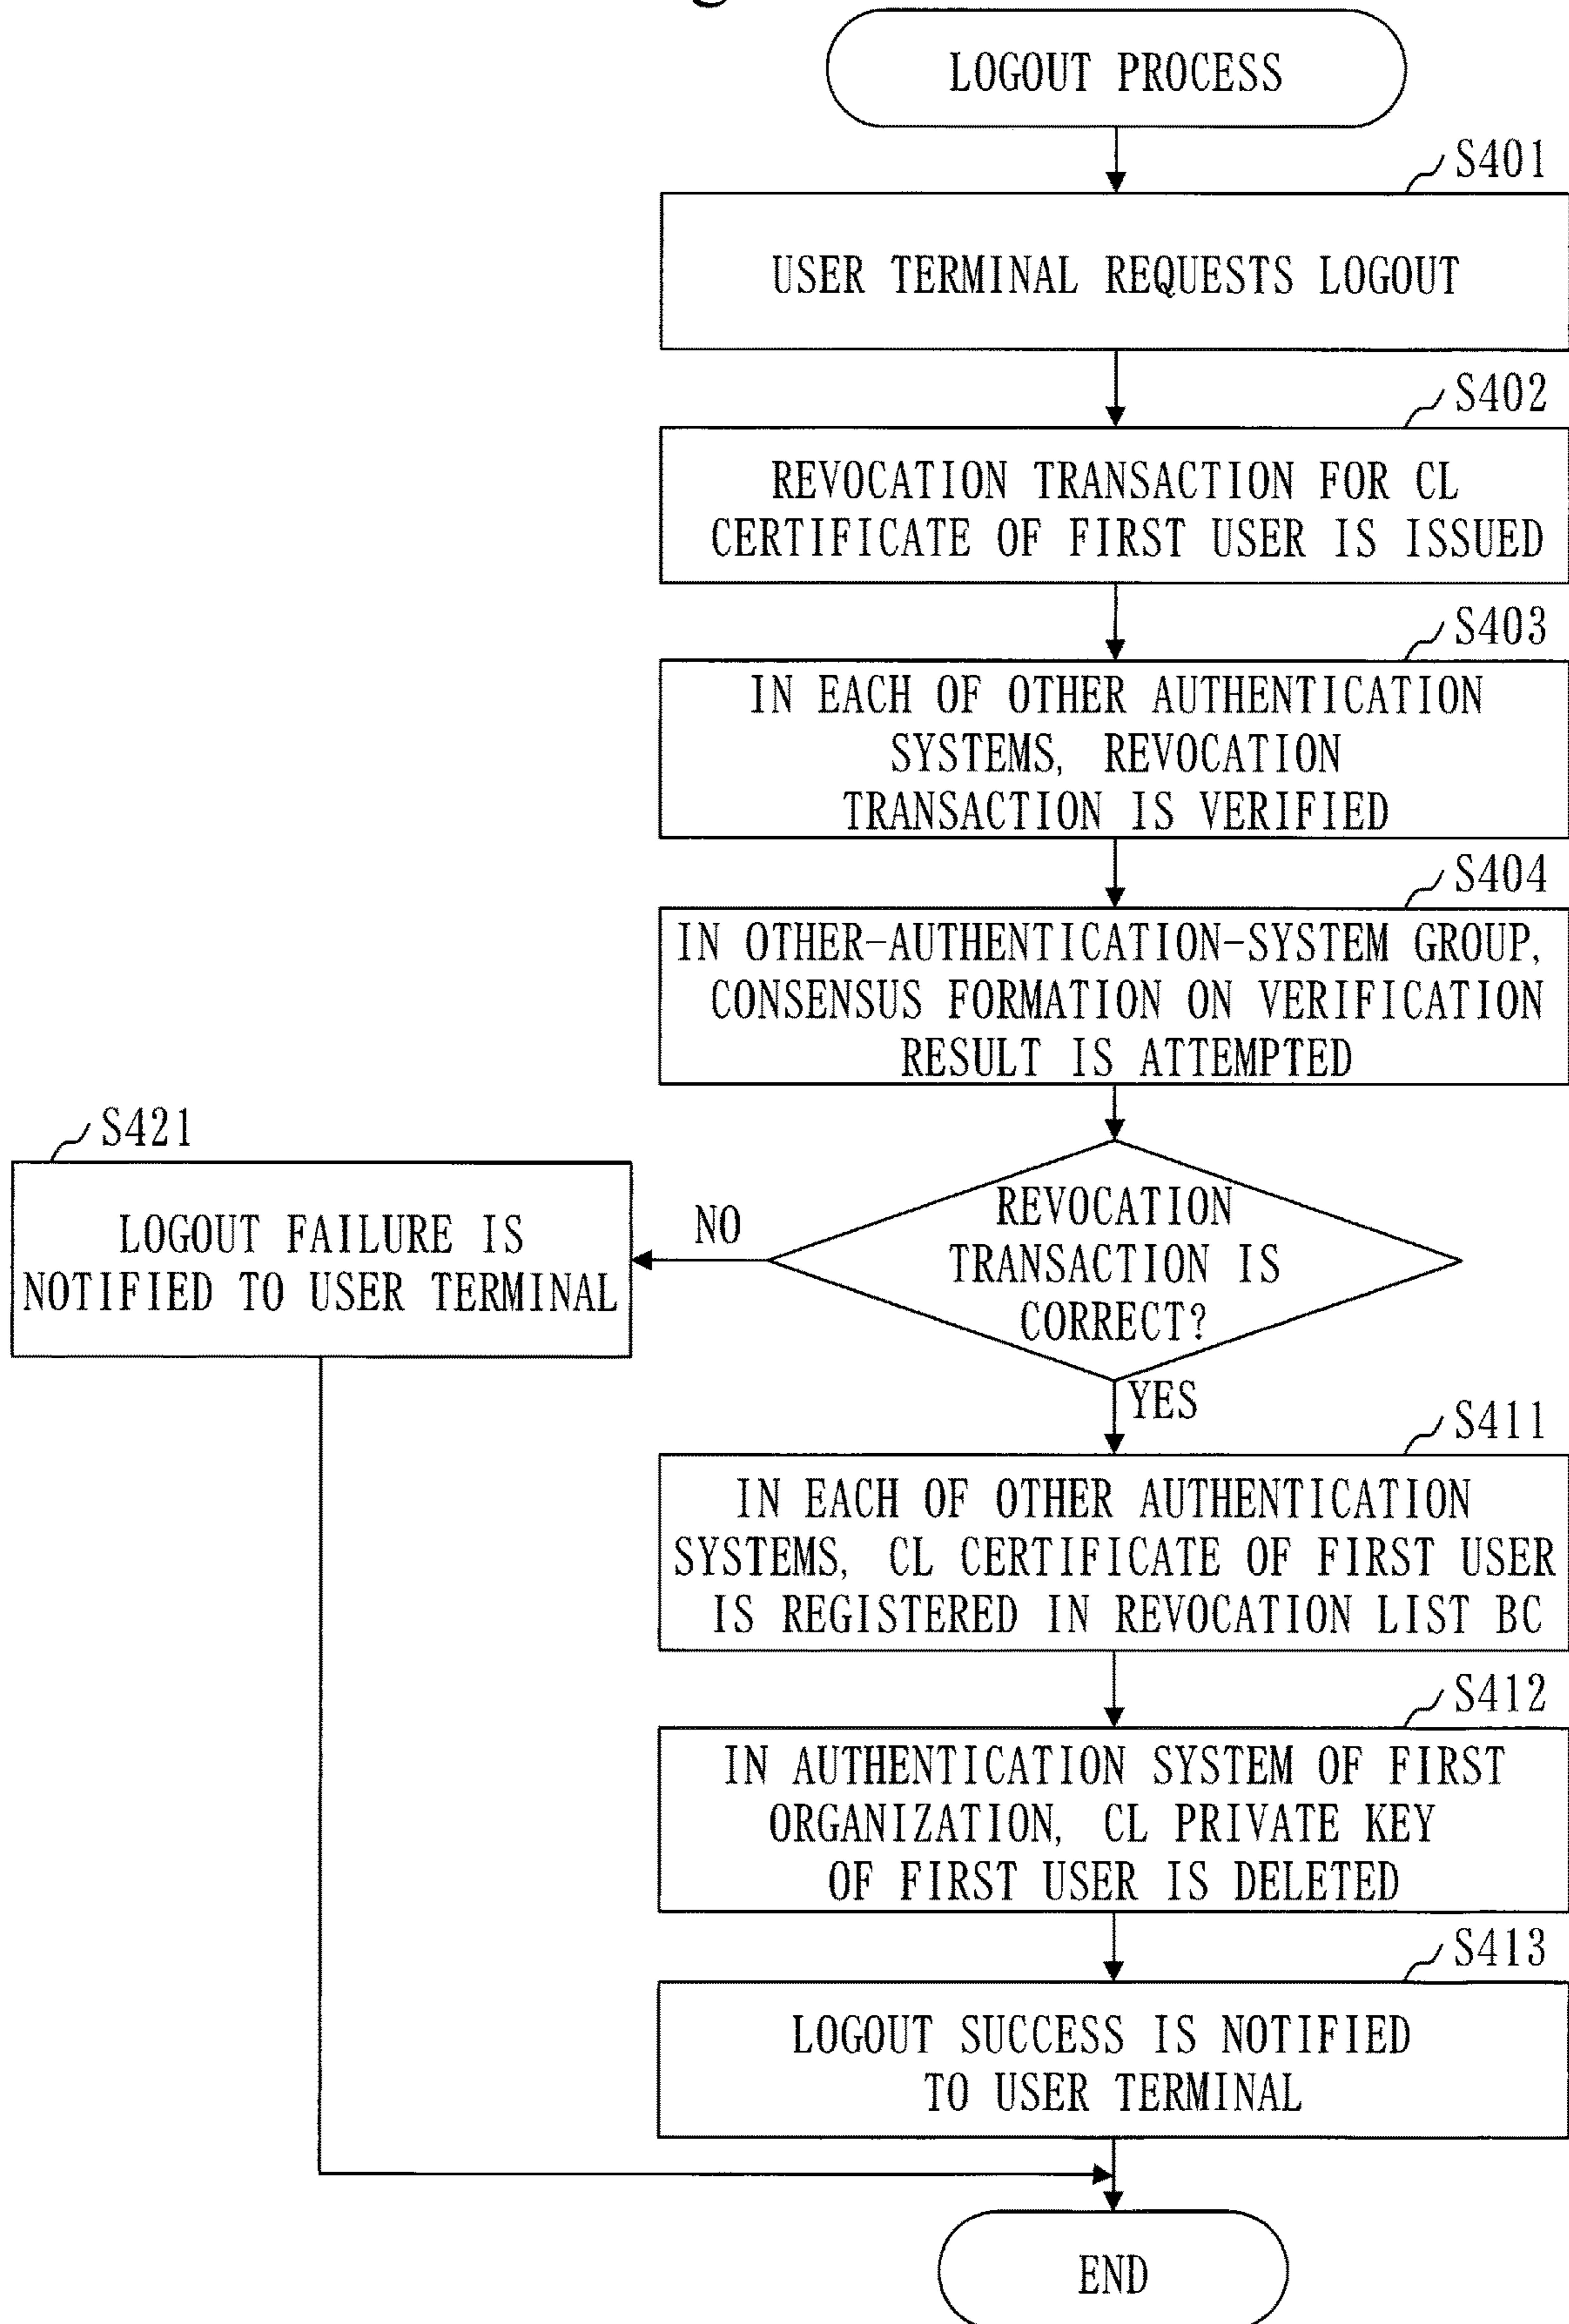 LOGOUT PROCESS
S401
USER TERMINAL REQUESTS LOGOUT
S402
REVOCATION TRANSACTION FOR CL
CERTIFICATE OF FIRST USER IS ISSUED
S403
IN EACH OF OTHER AUTHENTICATION
SYSTEMS, REVOCATION
TRANSACTION IS VERIFIED
S404
IN OTHER-AUTHENTICATION-SYSTEM GROUP,
CONSENSUS FORMATION ON VERIFICATION
RESULT IS ATTEMPTED
S421
LOGOUT FAILURE IS
NOTIFIED TO USER TERMINAL
NO
REVOCATION
TRANSACTION IS
CORRECT?
YES
S411
IN EACH OF OTHER AUTHENTICATION
SYSTEMS, CL CERTIFICATE OF FIRST USER
IS REGISTERED IN REVOCATION LIST BC
S412
IN AUTHENTICATION SYSTEM OF FIRST
ORGANIZATION, CL PRIVATE KEY
OF FIRST USER IS DELETED
S413
LOGOUT SUCCESS IS NOTIFIED
TO USER TERMINAL
END